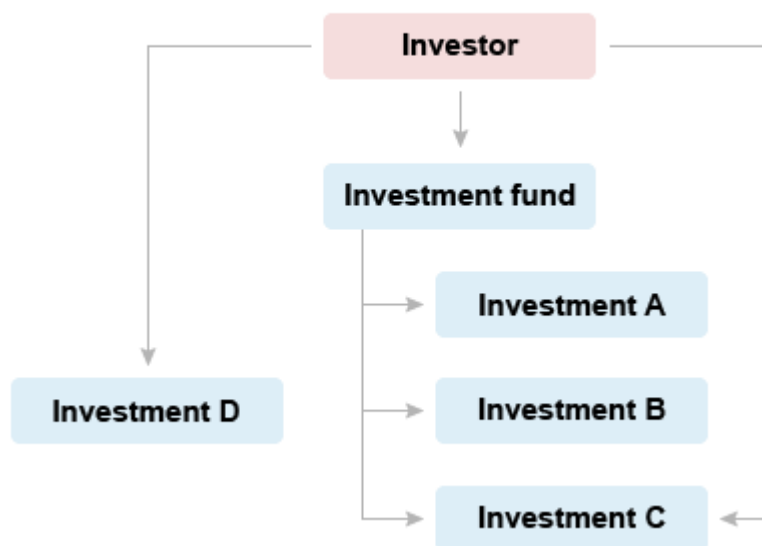 Investor
Investment fund
Investment A
Investment D
Investment B
Investment C